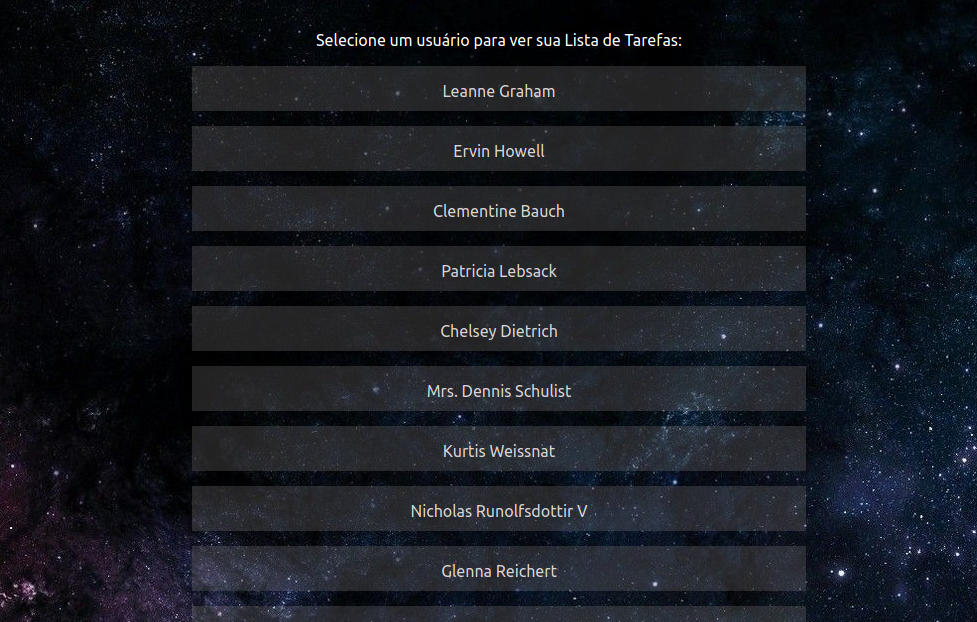 Selecione um usuário para ver sua Lista de Tarefas:
Leanne Graham
Ervin Howell
Clementine Bauch
Patricia Lebsack
Chelsey Dietrich
Mrs. Dennis Schulist
Kurtis Weissnat
Nicholas Runolfsdottir V
Glenna Reichert